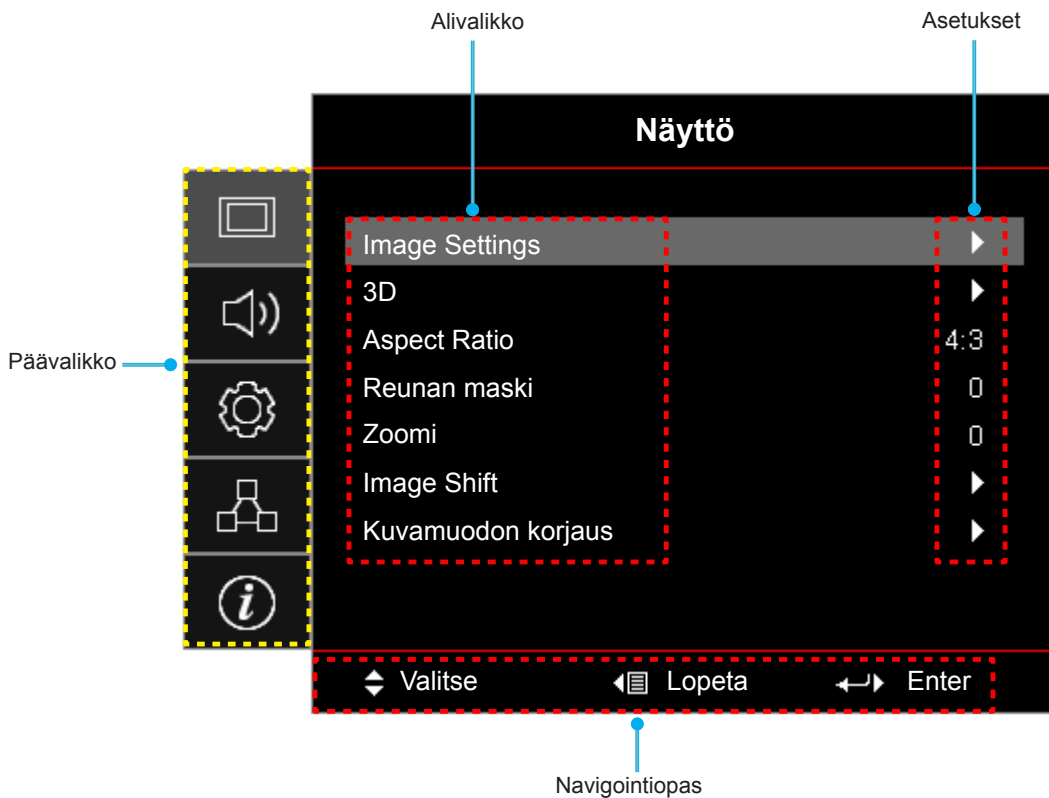 Alivalikko Asetukset
Näyttö
Image Settings
3D
Aspect Ratio 4:3
Päävalikko
Reunan maski 0
Zoomi 0
Image Shift
Kuvamuodon korjaus
Valitse Lopeta Enter
Navigointiopas